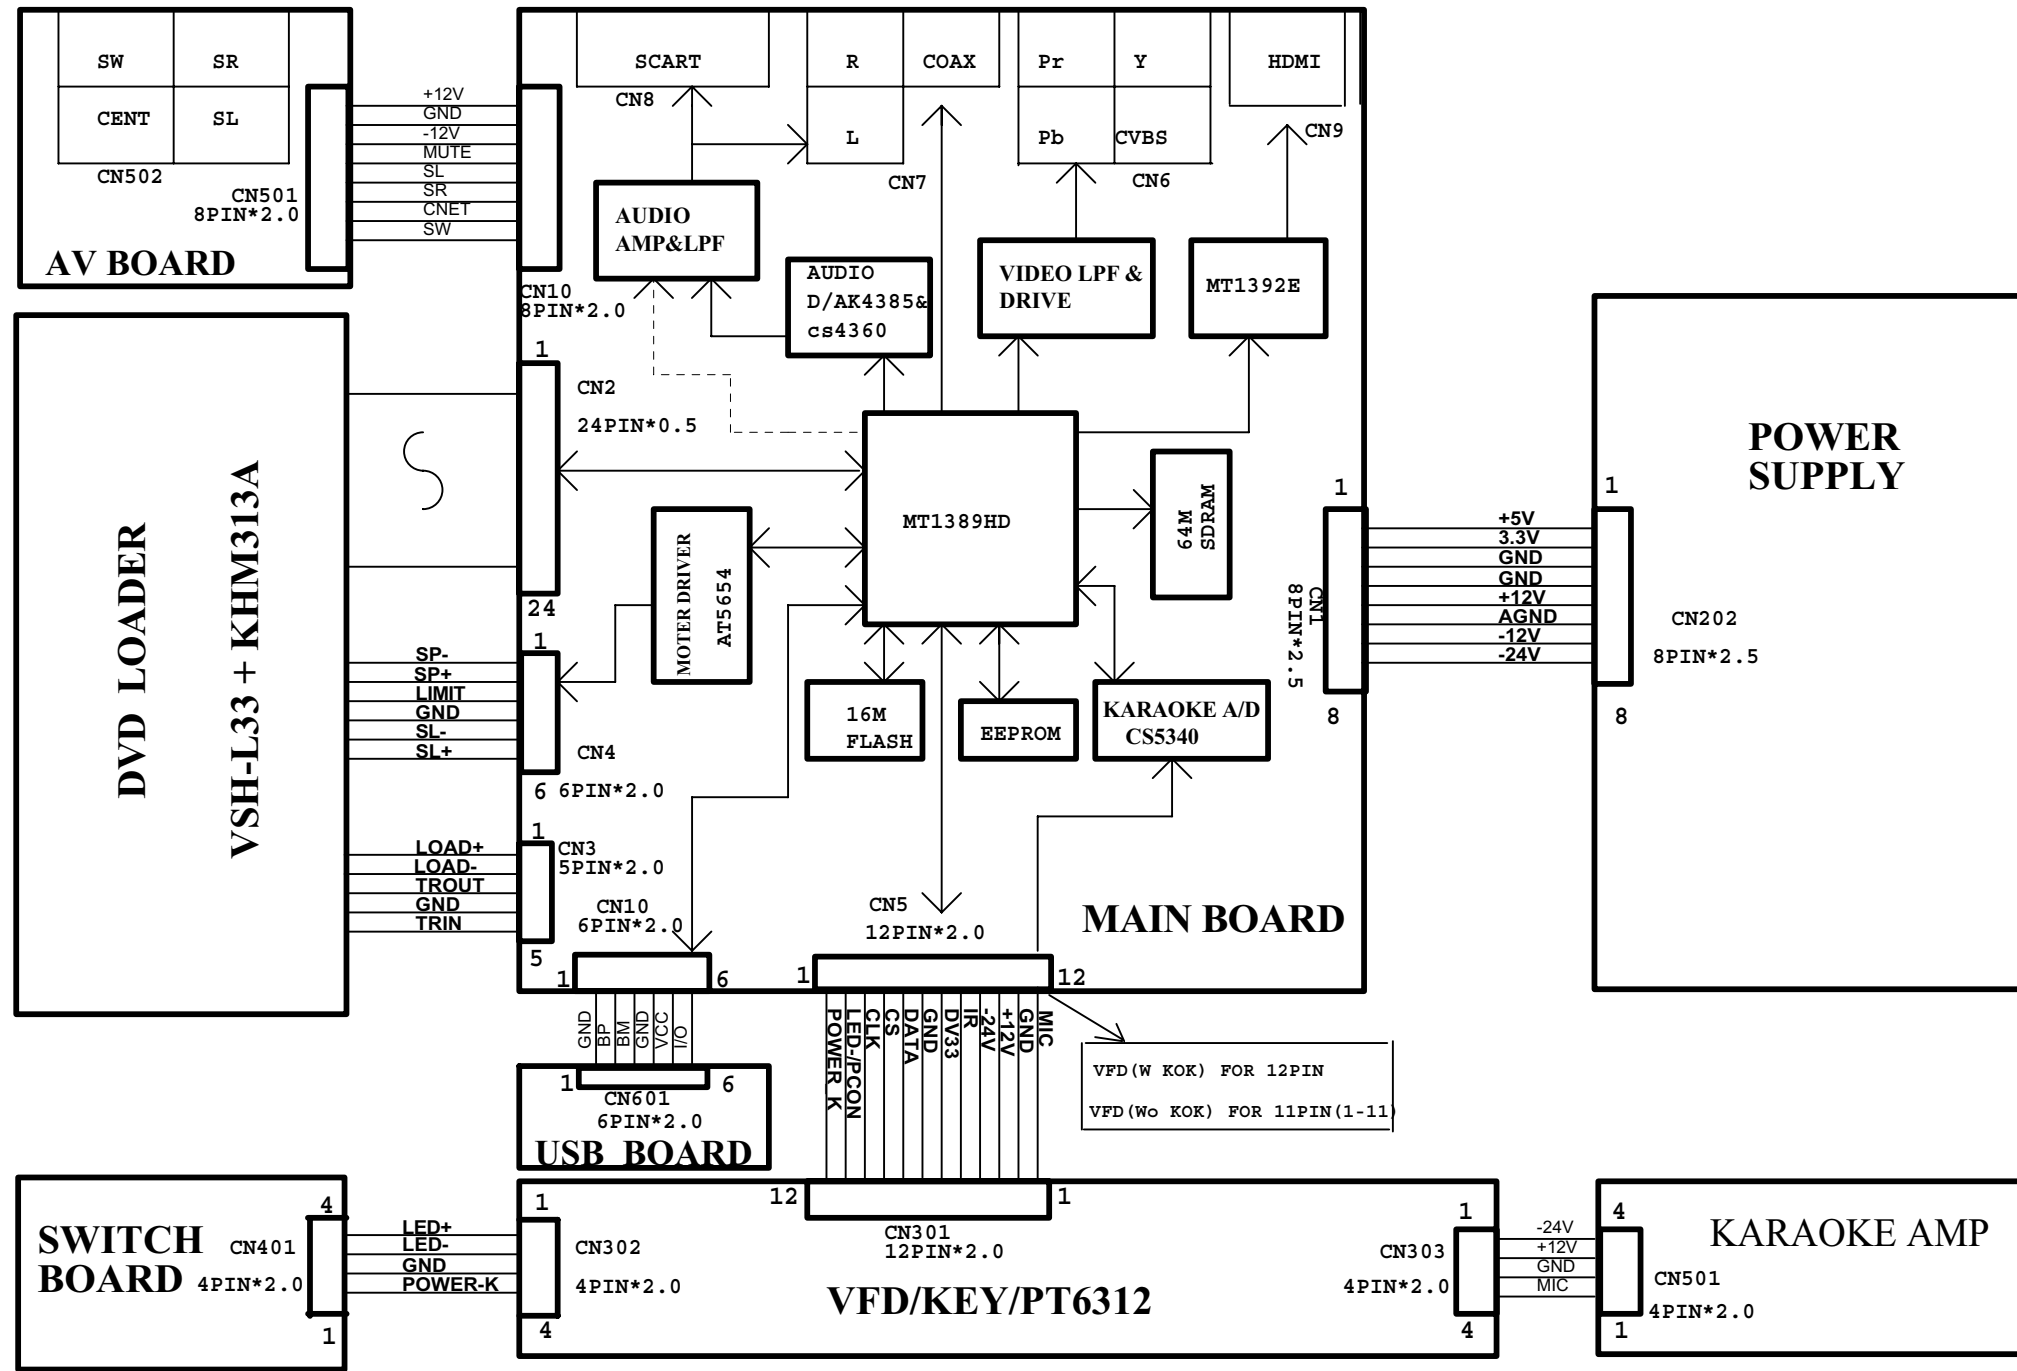 SW
SR
CENT
SL
CN502
CN501
8PIN*2.0
AV BOARD
+12V
GND
-12V
MUTE
SL
SR
CNET
SW
SCART
CN8
R
COAX
L
CN7
Pr
Y
Pb
CVBS
CN6
HDMI
CN9
AUDIO
AMP&LPF
AUDIO
D/AK4385&
cs4360
VIDEO LPF &
DRIVE
MT1392E
CN10
8PIN*2.0
1
CN2
24PIN*0.5
24
DVD LOADER
VSH-L33 + KHM313A
MT1389HD
64M
SDRAM
MOTER DRIVER
AT5654
1
SP-
SP+
LIMIT
GND
SL-
SL+
CN4
6
6PIN*2.0
16M
FLASH
EEPROM
KARAOKE A/D
CS5340
1
CN1
8PIN*2.5
8
+5V
3.3V
GND
GND
+12V
AGND
-12V
-24V
POWER
SUPPLY
1
CN202
8PIN*2.5
8
1
CN3
5PIN*2.0
LOAD+
LOAD-
TROUT
GND
TRIN
5
CN10
6PIN*2.0
1
6
CN5
12PIN*2.0
1
12
MAIN BOARD
GND
BP
BM
GND
VCC
I/O
POWER_K
LED-/PCON
CLK
CS
DATA
GND
DV33
IR
-24V
+12V
GND
MIC
VFD(W KOK) FOR 12PIN
VFD(Wo KOK) FOR 11PIN(1-11)
1
6
CN601
6PIN*2.0
USB BOARD
SWITCH
BOARD
4
CN401
4PIN*2.0
1
LED+
LED-
GND
POWER-K
1
CN302
4PIN*2.0
4
12
1
CN301
12PIN*2.0
VFD/KEY/PT6312
1
CN303
4PIN*2.0
4
-24V
+12V
GND
MIC
4
KARAOKE AMP
CN501
4PIN*2.0
1